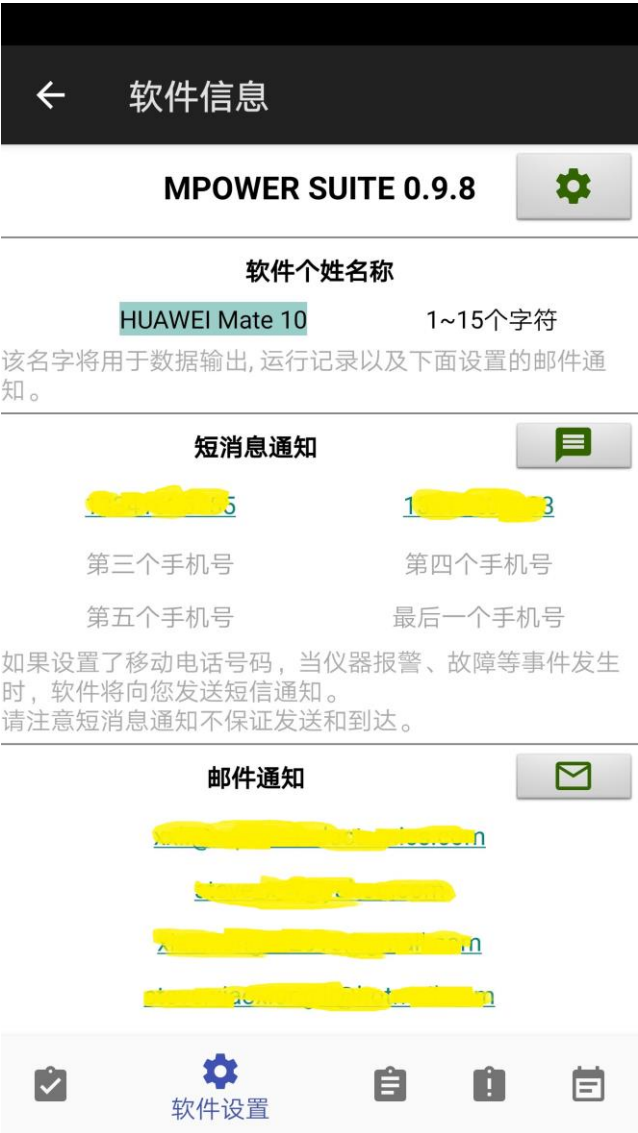 软件信息
MPOWER SUITE 0.9.8
软件个姓名称
HUAWEI Mate 10 1~15个字符
该名字将用于数据输出, 运行记录以及下面设置的邮件通
知。
短消息通知
第三个手机号 第四个手机号
第五个手机号 最后一个手机号
如果设置了移动电话号码，当仪器报警、故障等事件发生
时，软件将向您发送短信通知。
请注意短消息通知不保证发送和到达。
邮件通知
软件设置